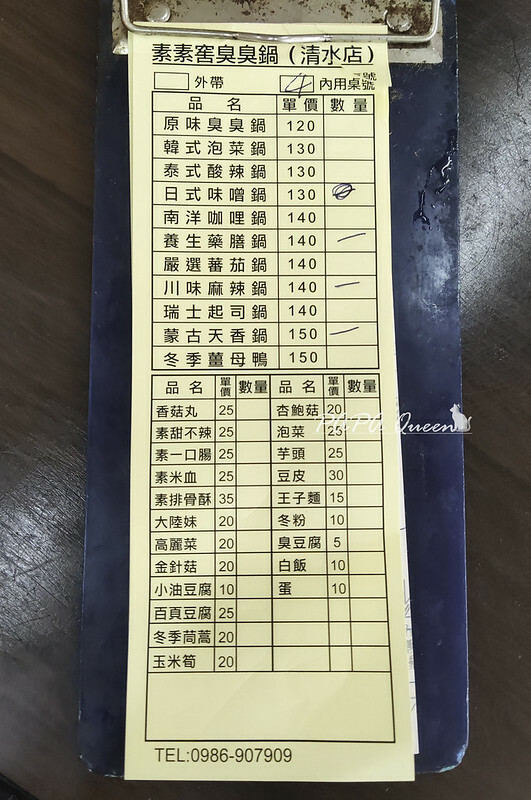 素素窖臭臭鍋（清水店）
外帶 4 內用桌號
品名 單價 數量
原味臭臭鍋 120
韓式泡菜鍋 130
泰式酸辣鍋 130
日式味噌鍋 130
南洋咖哩鍋 140
養生藥膳鍋 140 一
嚴選蕃茄鍋 140
川味麻辣鍋 140 一
瑞士起司鍋 140
蒙古天香鍋 150 一
冬季薑母鴨 150
品名 單價 數量 品名 單價 數量
香菇丸 25 杏鮑菇 20
素甜不辣 25 泡菜 25
素一口腸 25 芋頭 25
素米血 25 豆皮 30
素排骨酥 35 王子麵 15
大陸妹 20 冬粉 10
高麗菜 20 臭豆腐 5
金針菇 20 白飯 10
小油豆腐 10 蛋 10
百頁豆腐 25
冬季茼蒿 20
玉米筍 20
TEL:0986-907909